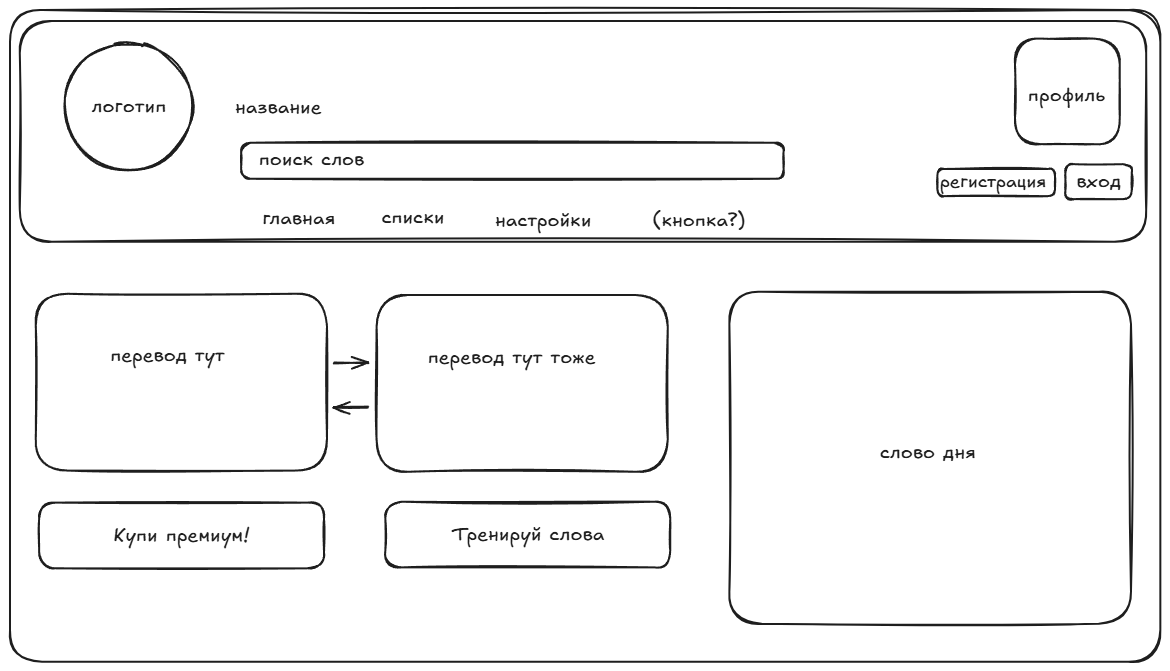 логотип
название
профиль
поиск слов
регистрация
вход
главная
списки
настройки
(кнопка?)
перевод тут
перевод тут тоже
слово дня
Купи премиум!
Тренируй слова